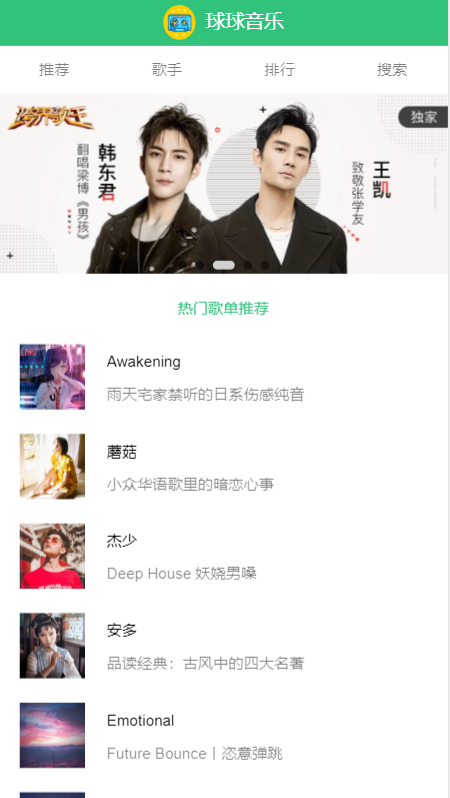 球球音乐
推荐
歌手
排行
搜索
跨界歌手
独家
韩东君
翻唱梁博《男孩》
王凯
致敬张学友
热门歌单推荐
Awakening
雨天宅家禁听的日系伤感纯音
蘑菇
小众华语歌里的暗恋心事
杰少
Deep House 妖娆男嗓
安多
品读经典：古风中的四大名著
Emotional
Future Bounce丨恣意弹跳